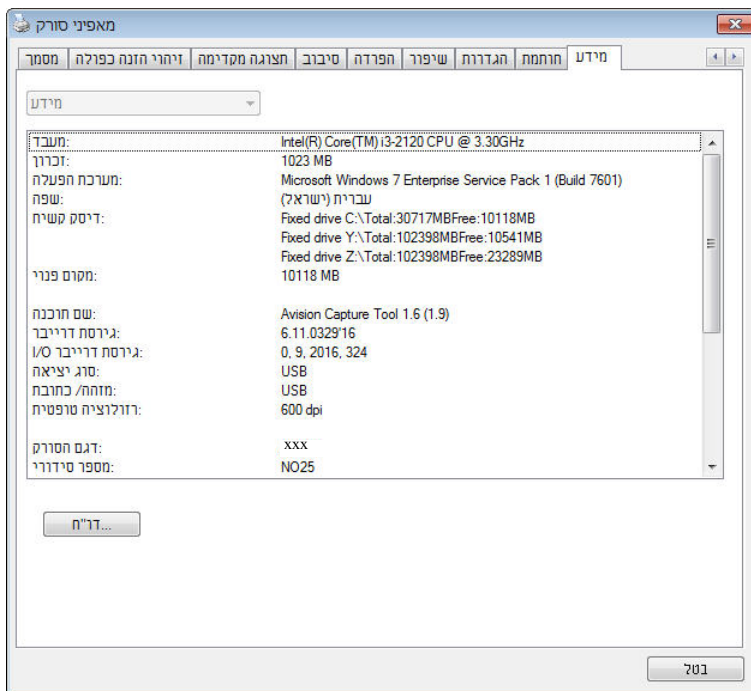 מאפיני סורק
מסמך זיהוי הזנה כפולה תצוגה מקדימה סיבוב הפרדה שיפור הגדרות חותמת מידע
מידע
מעבד: Intel(R) Core(TM) i3-2120 CPU @ 3.30GHz
זכרון: 1023 MB
מערכת הפעלה: Microsoft Windows 7 Enterprise Service Pack 1 (Build 7601)
שפה: עברית (ישראל)
דיסק קשיח: Fixed drive C:\Total:30717MBFree:10118MB
Fixed drive Y:\Total:102398MBFree:10541MB
Fixed drive Z:\Total:102398MBFree:23289MB
מקום פנוי: 10118 MB
שם תוכנה: Avision Capture Tool 1.6 (1.9)
גירסת דרייבר: 6.11.0329'16
גירסת דרייבר I/O: 0, 9, 2016, 324
סוג יציאה: USB
מזהה/ כתובת: USB
רזולוציה טופטית: 600 dpi
דגם הסורק: xxx
מספר סידורי: NO25
דר"ח...
בטל